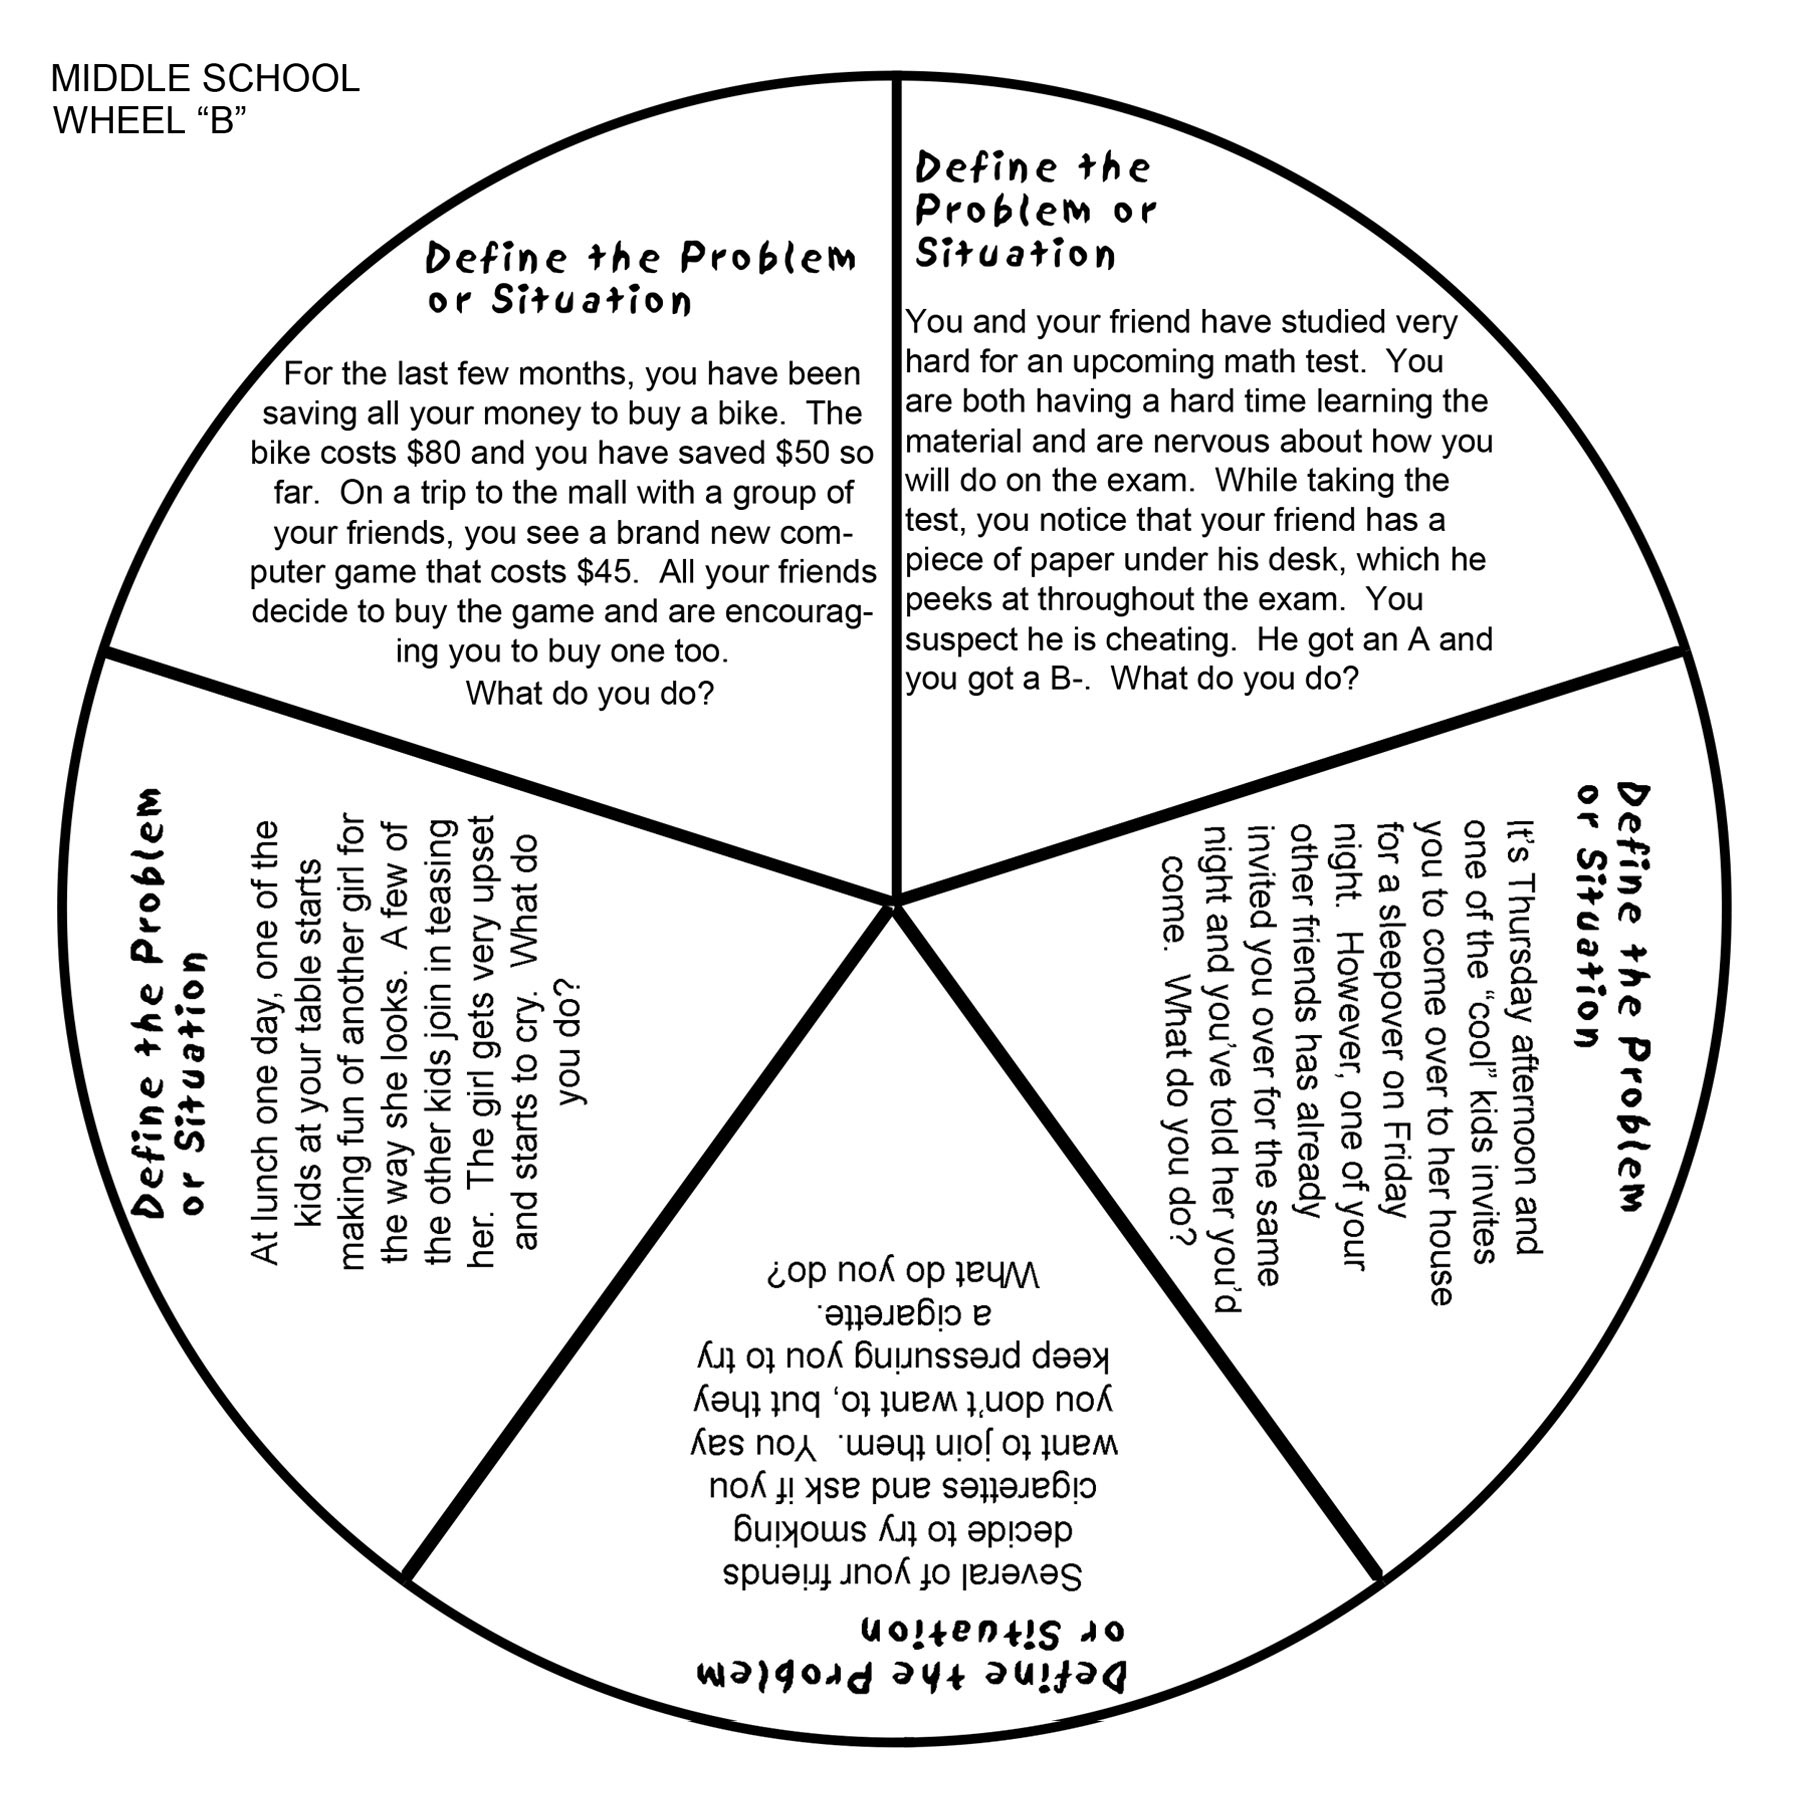 MIDDLE SCHOOL
WHEEL “B”
Define the Problem
or Situation
For the last few months, you have been
saving all your money to buy a bike.  The
bike costs $80 and you have saved $50 so
far.  On a trip to the mall with a group of
your friends, you see a brand new com-
puter game that costs $45.  All your friends
decide to buy the game and are encourag-
ing you to buy one too.
What do you do?
Define the
Problem or
Situation
You and your friend have studied very
hard for an upcoming math test.  You
are both having a hard time learning the
material and are nervous about how you
will do on the exam.  While taking the
test, you notice that your friend has a
piece of paper under his desk, which he
peeks at throughout the exam.  You
suspect he is cheating.  He got an A and
you got a B-.  What do you do?
Define the Problem
or Situation
It’s Thursday afternoon and
one of the “cool” kids invites
you to come over to her house
for a sleepover on Friday
night.  However, one of your
other friends has already
invited you over for the same
night and you’ve told her you’d
come.  What do you do?
Define the Problem
or Situation
Several of your friends
decide to try smoking
cigarettes and ask if you
want to join them.  You say
you don’t want to, but they
keep pressuring you to try
a cigarette.
What do you do?
Define the Problem
or Situation
At lunch one day, one of the
kids at your table starts
making fun of another girl for
the way she looks.  A few of
the other kids join in teasing
her.  The girl gets very upset
and starts to cry.  What do
you do?